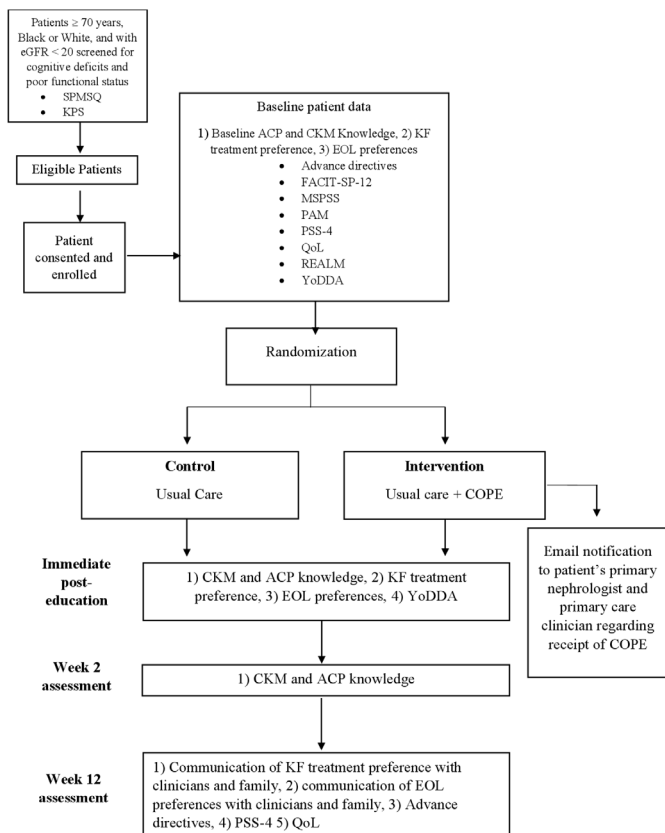 Patients ≥ 70 years,
Black or White, and with
eGFR < 20 screened for
cognitive deficits and
poor functional status
• SPMSQ
• KPS
Eligible Patients
Patient
consented and
enrolled
Baseline patient data
1) Baseline ACP and CKM Knowledge, 2) KF
treatment preference, 3) EOL preferences
• Advance directives
• FACIT-SP-12
• MSPSS
• PAM
• PSS-4
• QoL
• REALM
• YoDDA
Randomization
Control
Usual Care
Intervention
Usual care + COPE
Email notification
to patient’s primary
nephrologist and
primary care
clinician regarding
receipt of COPE
Immediate
post-
education
1) CKM and ACP knowledge, 2) KF treatment
preference, 3) EOL preferences, 4) YoDDA
Week 2
assessment
1) CKM and ACP knowledge
Week 12
assessment
1) Communication of KF treatment preference with
clinicians and family, 2) communication of EOL
preferences with clinicians and family, 3) Advance
directives, 4) PSS-4 5) QoL